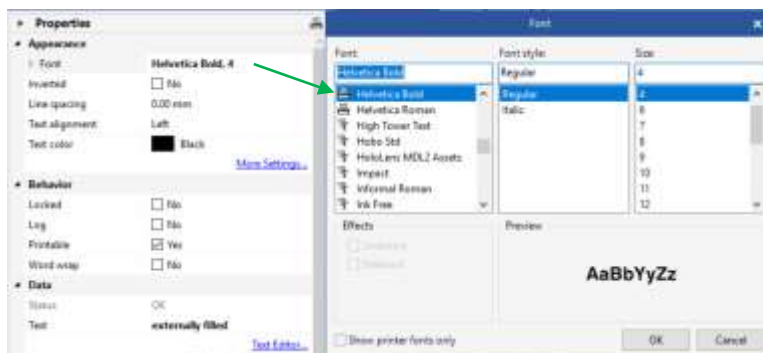 Properties
Appearance
Font Helvetica Bold, 4
Inverted No
Line spacing 0.00 mm
Text alignment Left
Text color Black
More Settings...
Behavior
Locked No
Log No
Printable Yes
Word wrap No
Data
Status OK
Text externally filled
Text Editor...
Font
Font: Font style: Size
Helvetica Bold Regular 4
Helvetica Bold Regular 4
Helvetica Roman Italic 6
High Tower Text 7
Hobo Std 8
HoloLens MDL2 Assets 9
Impact 10
Informal Roman 11
Ink Free 12
Effects Preview
AaBbYyZz
Show printer fonts only OK Cancel